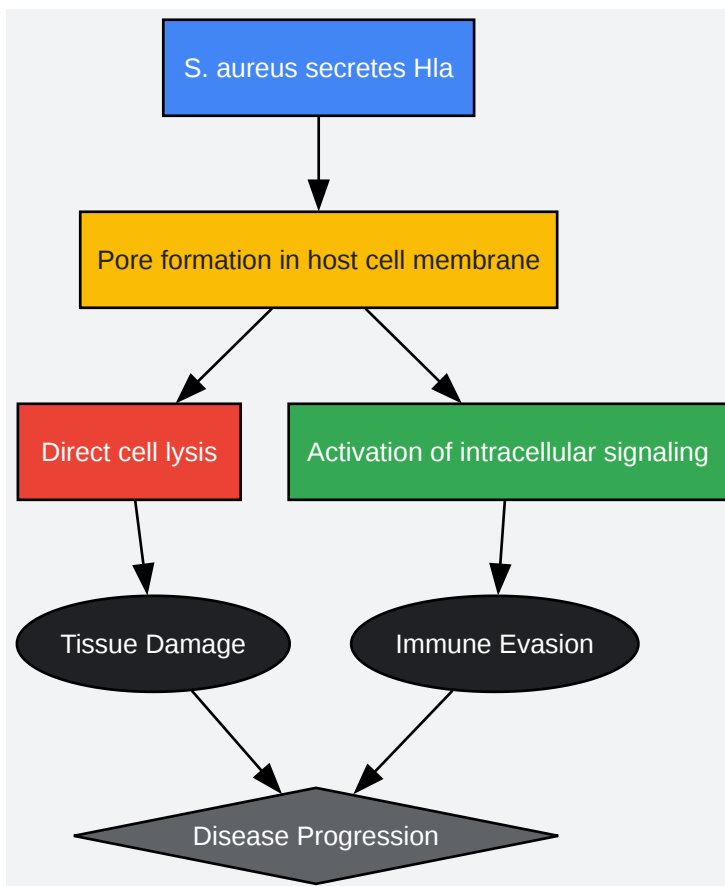 S. aureus secretes Hla
Pore formation in host cell membrane
Direct cell lysis
Activation of intracellular signaling
Tissue Damage
Immune Evasion
Disease Progression